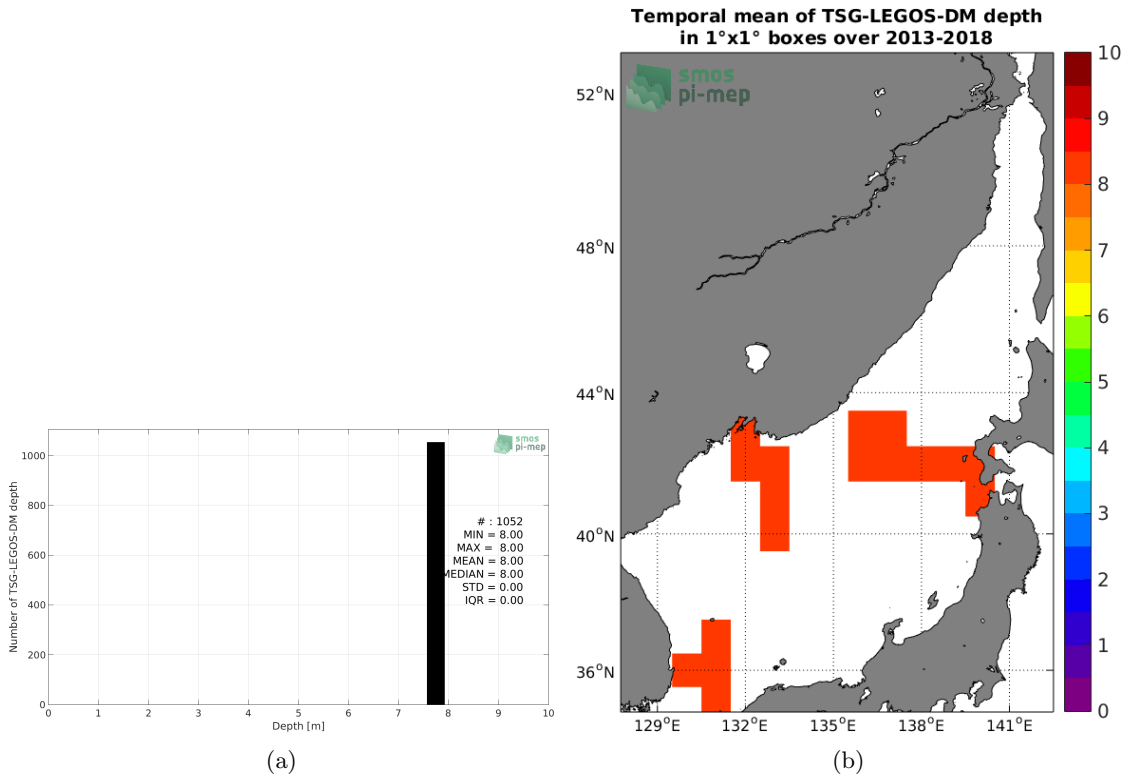 1000
800
600
400
200
0
Number of TSG-LEGOS-DM depth
smos
pi-mep
# : 1052
MIN = 8.00
MAX = 8.00
MEAN = 8.00
MEDIAN = 8.00
STD = 0.00
IQR = 0.00
0 1 2 3 4 5 6 7 8 9 10
Depth [m]
(a)
Temporal mean of TSG-LEGOS-DM depth
in 1°x1° boxes over 2013-2018
smos
pi-mep
52°N
48°N
44°N
40°N
36°N
129°E 132°E 135°E 138°E 141°E
10
9
8
7
6
5
4
3
2
1
0
(b)